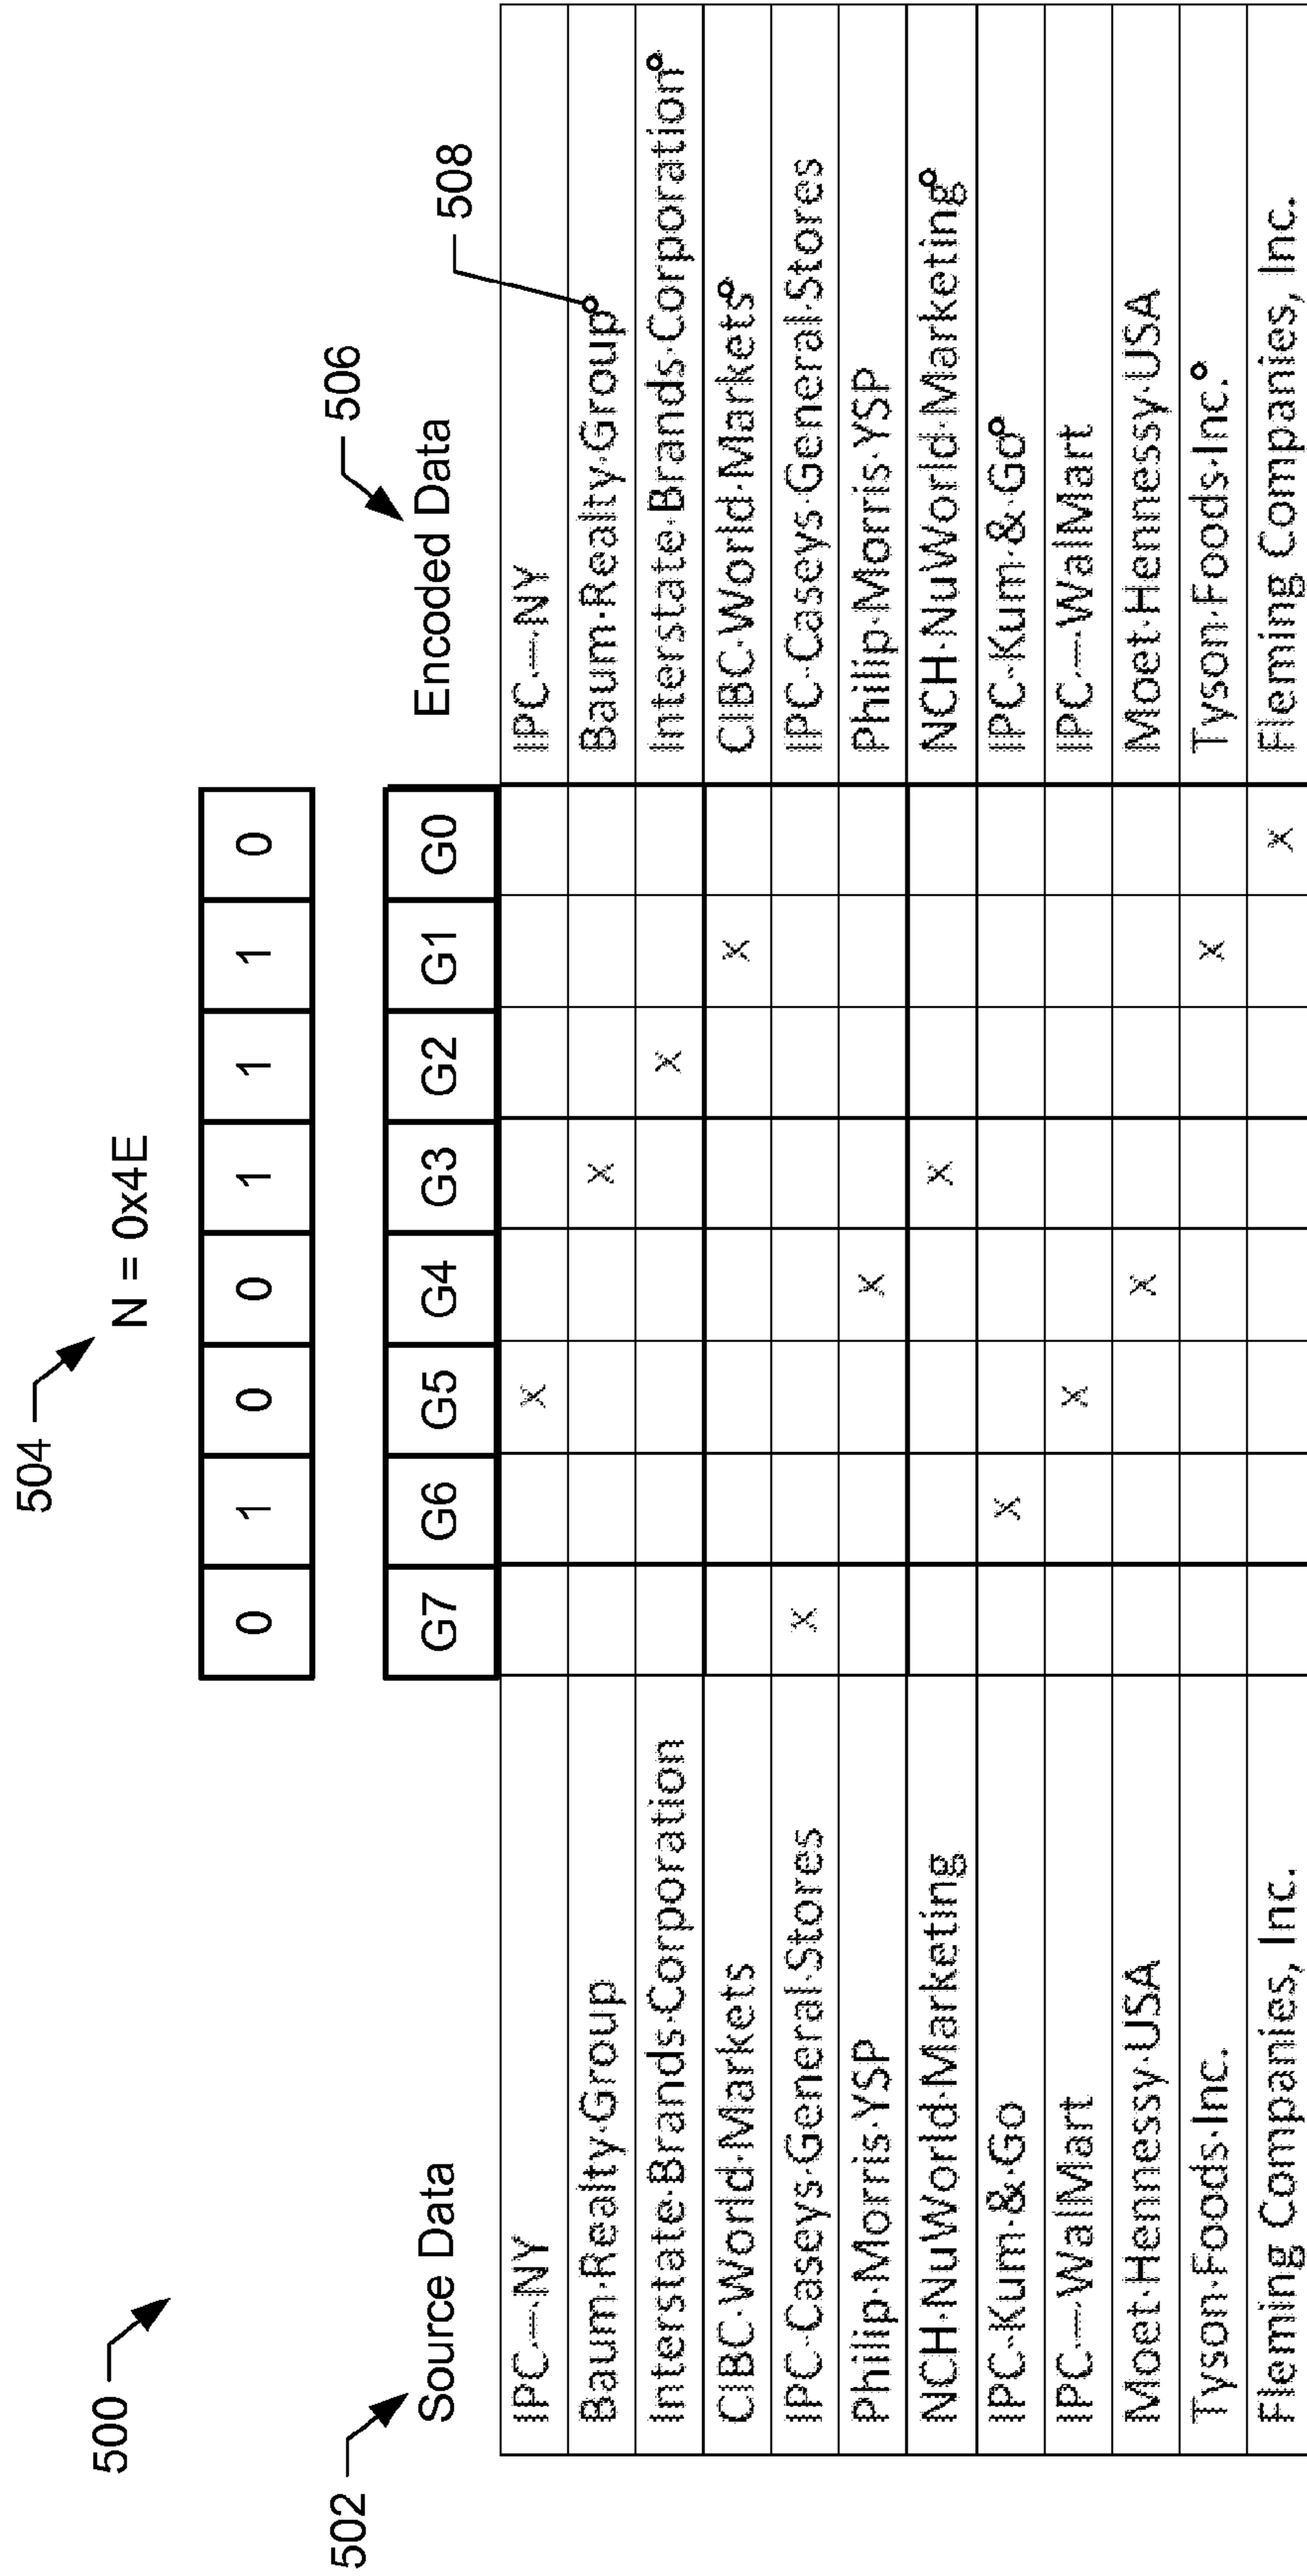 500
504
N = 0x4E
0 1 0 0 1 1 1 0
502
506
508
Source Data G7 G6 G5 G4 G3 G2 G1 G0 Encoded Data
IPC·—·NY x IPC·—·NY
Baum·Realty·Group x Baum·Realty·Group°
Interstate·Brands·Corporation x Interstate·Brands·Corporation°
CIBC·World·Markets x CIBC·World·Markets°
IPC·-Caseys·General·Stores x IPC·-Caseys·General·Stores
Philip·Morris·YSP x Philip·Morris·YSP
NCH·NuWorld·Marketing x NCH·NuWorld·Marketing°
IPC·-Kum·&·Go x IPC·-Kum·&·Go°
IPC·—·WalMart x IPC·—·WalMart
Moet·Hennessy·USA x Moet·Hennessy·USA
Tyson·Foods·Inc. x Tyson·Foods·Inc.°
Fleming Companies, Inc. x Fleming Companies, Inc.